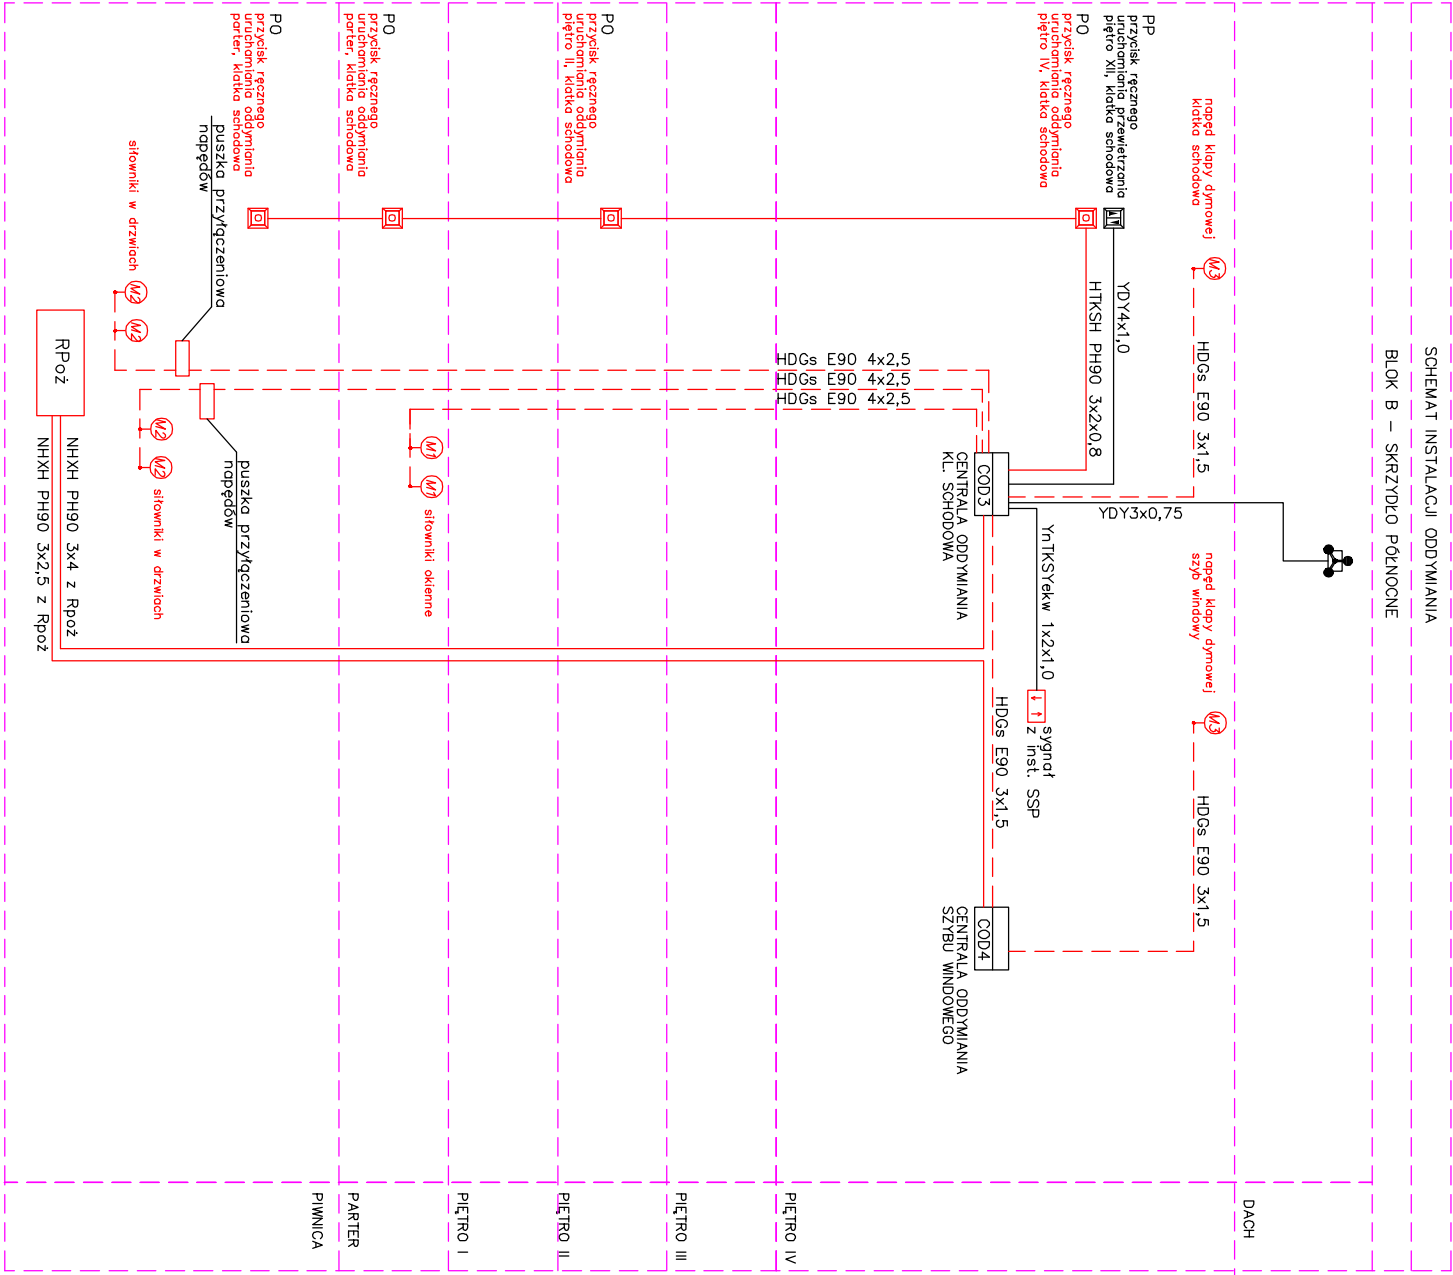 SCHEMAT INSTALACJI ODDYMIANIA
BLOK B – SKRZYDŁO PÓŁNOCNE
DACH
napęd klapy dymowej
klatka schodowa
M3
HDGs E90 3x1,5
napęd klapy dymowej
szyb windowy
M3
HDGs E90 3x1,5
PP
przycisk ręcznego
uruchamiania przewietrzania
piętro XII, klatka schodowa
PO
przycisk ręcznego
uruchamiania oddymiania
piętro IV, klatka schodowa
YDY4x1,0
HTKSH PH90 3x2x0,8
YDY3x0,75
YnTKSYekw 1x2x1,0
sygnał
z inst. SSP
HDGs E90 3x1,5
COD3
CENTRALA ODDYMIANIA
KL. SCHODOWA
COD4
CENTRALA ODDYMIANIA
SZYBU WINDOWEGO
HDGs E90 4x2,5
HDGs E90 4x2,5
HDGs E90 4x2,5
PIĘTRO IV
PIĘTRO III
PO
przycisk ręcznego
uruchamiania oddymiania
piętro II, klatka schodowa
PIĘTRO II
M1
M1
siłowniki okienne
PIĘTRO I
PO
przycisk ręcznego
uruchamiania oddymiania
parter, klatka schodowa
PARTER
PO
przycisk ręcznego
uruchamiania oddymiania
parter, klatka schodowa
puszka przyłączeniowa
napędów
puszka przyłączeniowa
napędów
siłowniki w drzwiach
M2
M2
M2
M2
siłowniki w drzwiach
RPoż
NHXH PH90 3x4 z Rpoż
NHXH PH90 3x2,5 z Rpoż
PIWNICA